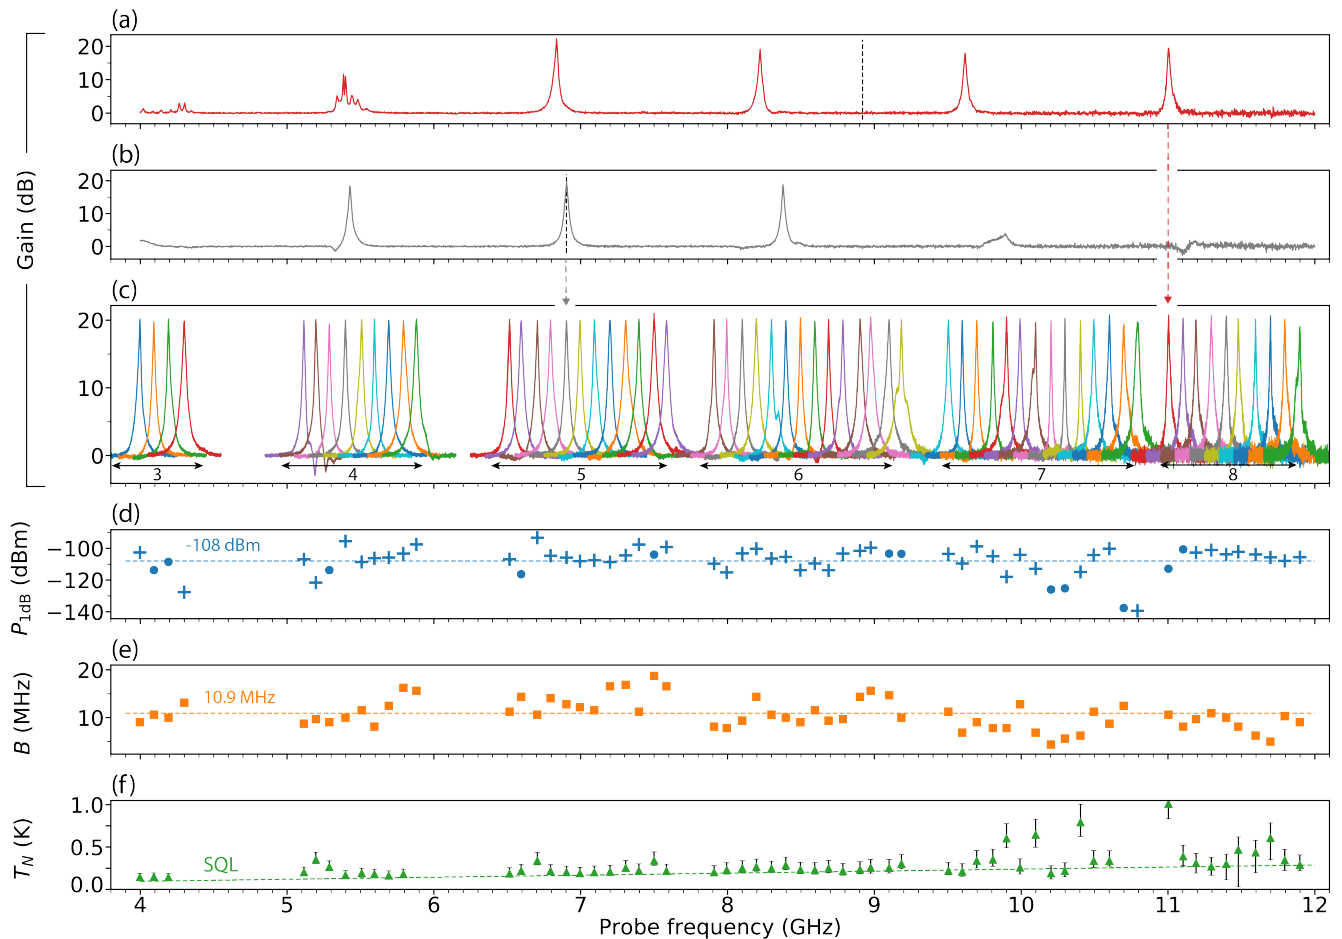 (a)
20
10
0
(b)
20
10
0
Gain (dB)
(c)
20
10
0
3 4 5 6 7 8
(d)
−100
−120
−140
P1dB (dBm)
-108 dBm
(e)
20
10
B (MHz)
10.9 MHz
(f)
1.0
0.5
0.0
TN (K)
SQL
4 5 6 7 8 9 10 11 12
Probe frequency (GHz)